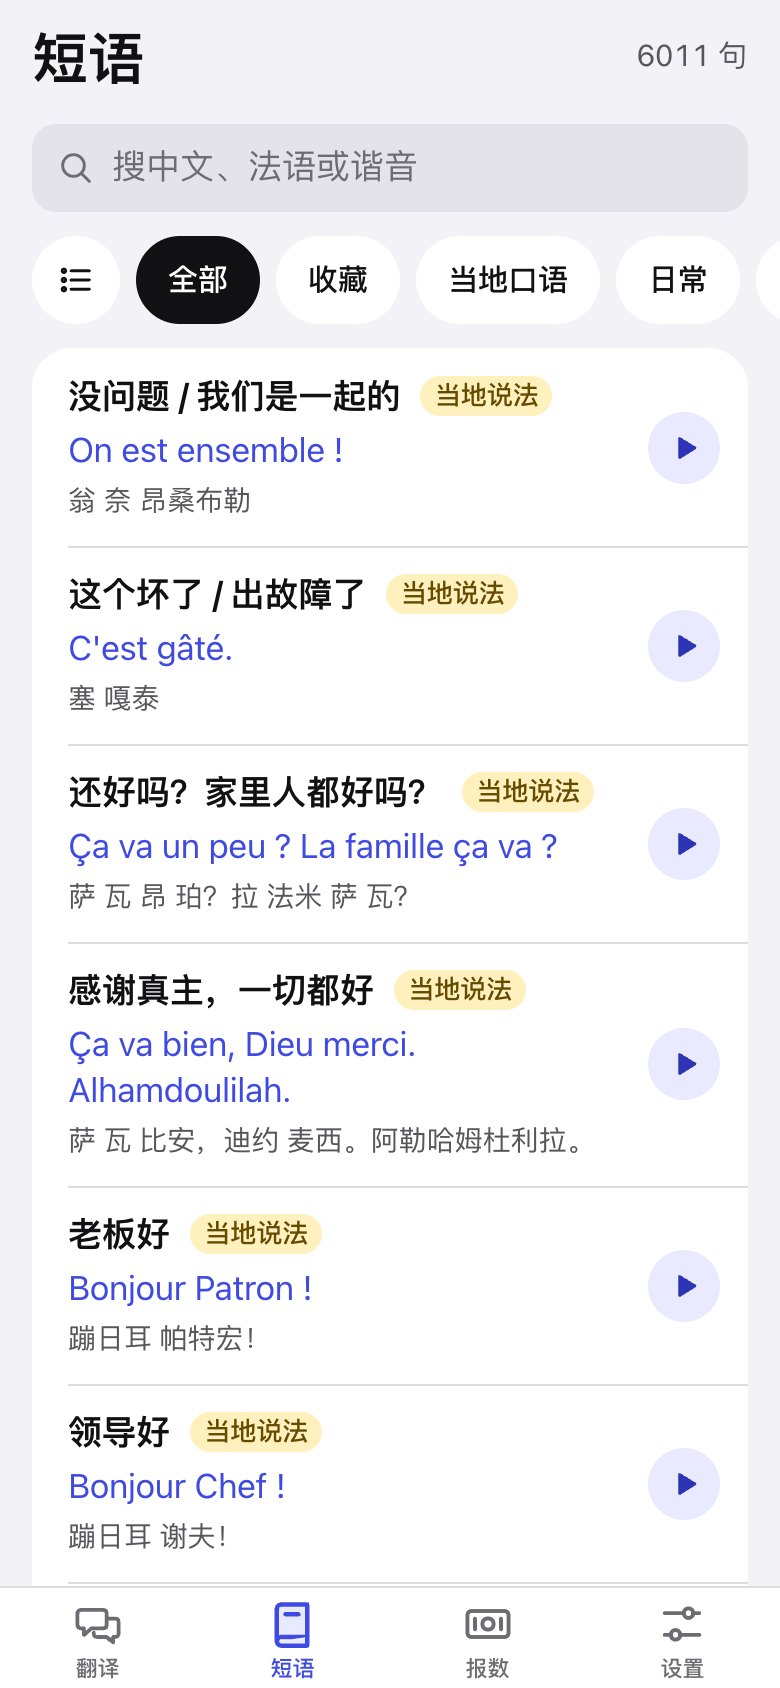 短语
6011 句
搜中文、法语或谐音
全部 收藏 当地口语 日常
没问题 / 我们是一起的 当地说法
On est ensemble !
翁 奈 昂桑布勒
这个坏了 / 出故障了 当地说法
C'est gâté.
塞 嘎泰
还好吗？家里人都好吗？ 当地说法
Ça va un peu ? La famille ça va ?
萨 瓦 昂 珀？拉 法米 萨 瓦？
感谢真主，一切都好 当地说法
Ça va bien, Dieu merci.
Alhamdoulilah.
萨 瓦 比安，迪约 麦西。阿勒哈姆杜利拉。
老板好 当地说法
Bonjour Patron !
蹦日耳 帕特宏！
领导好 当地说法
Bonjour Chef !
蹦日耳 谢夫！
翻译 短语 报数 设置